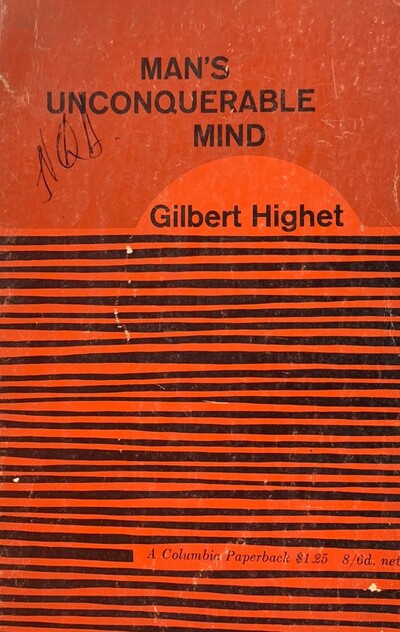 MAN'S
UNCONQUERABLE
MIND
Gilbert Highet
A Columbia Paperback $1.25 8/6d. net